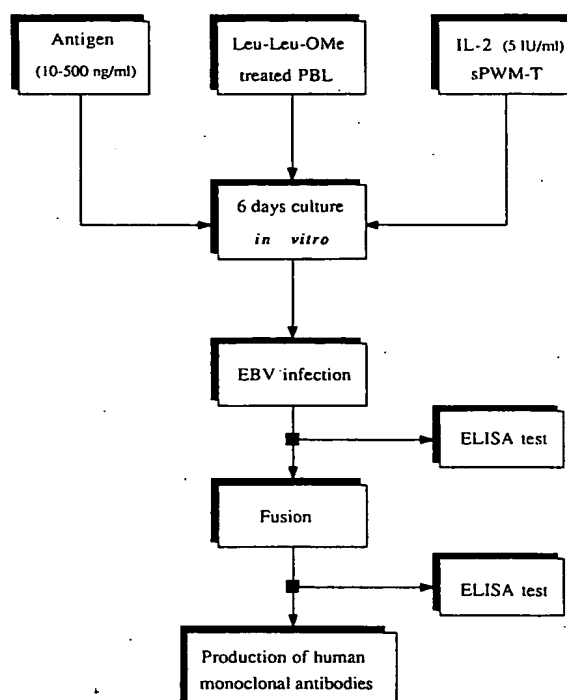 Antigen
(10-500 ng/ml)
Leu-Leu-OMe
treated PBL
IL-2 (5 IU/ml)
sPWM-T
6 days culture
in vitro
EBV infection
ELISA test
Fusion
ELISA test
Production of human
monoclonal antibodies